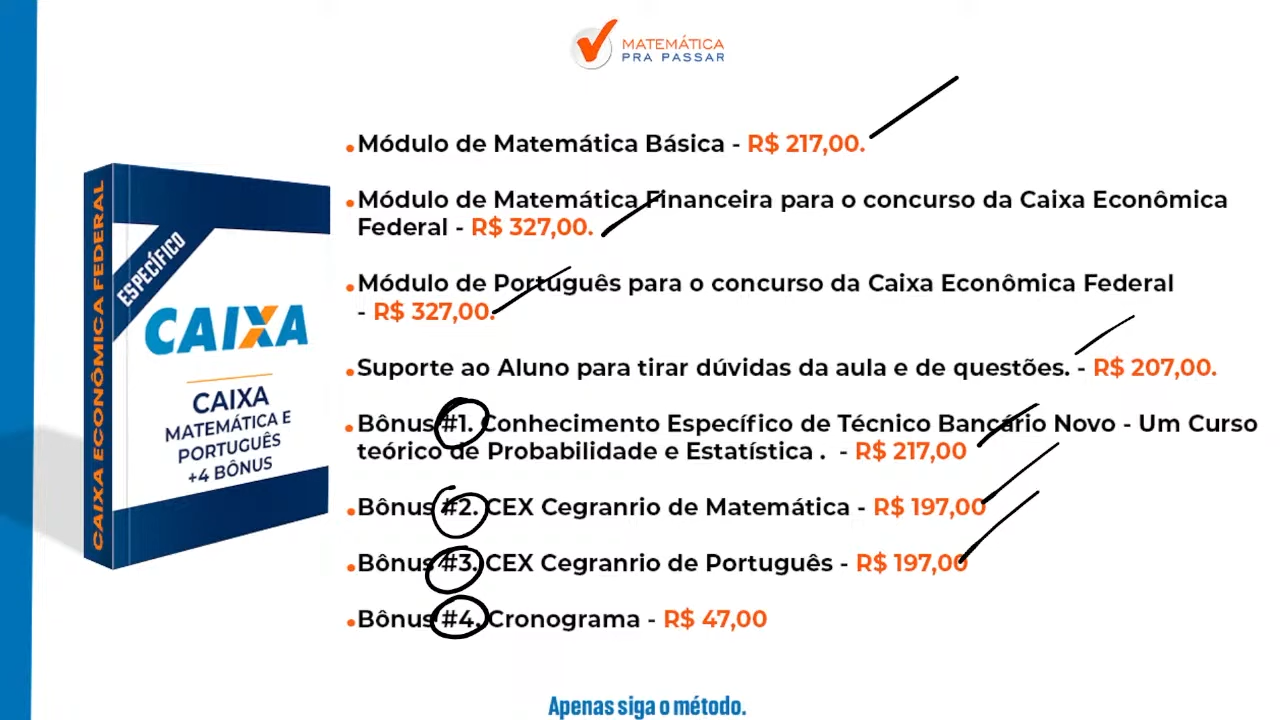 MATEMÁTICA
PRA PASSAR
Módulo de Matemática Básica - R$ 217,00.
Módulo de Matemática Financeira para o concurso da Caixa Econômica
Federal - R$ 327,00.
Módulo de Português para o concurso da Caixa Econômica Federal
- R$ 327,00.
Suporte ao Aluno para tirar dúvidas da aula e de questões. - R$ 207,00.
Bônus #1. Conhecimento Específico de Técnico Bancário Novo - Um Curso
teórico de Probabilidade e Estatística . - R$ 217,00
Bônus #2. CEX Cegranrio de Matemática - R$ 197,00
Bônus #3. CEX Cegranrio de Português - R$ 197,00
Bônus #4. Cronograma - R$ 47,00
CAIXA ECONÔMICA FEDERAL
ESPECÍFICO
CAIXA
CAIXA
MATEMÁTICA E
PORTUGUÊS
+4 BÔNUS
Apenas siga o método.